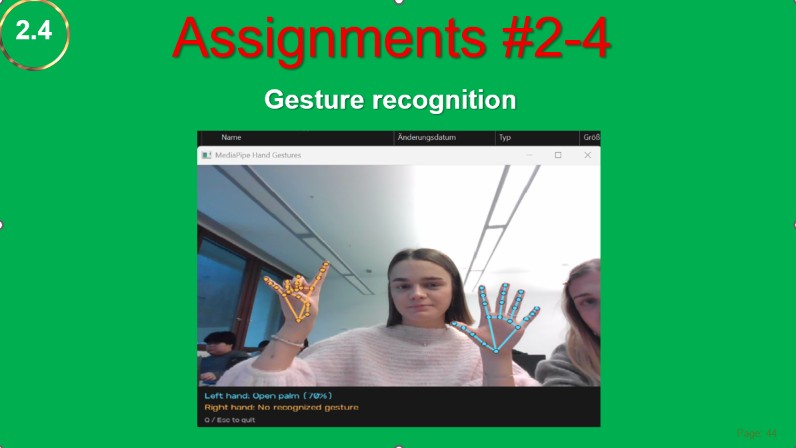 2.4
Assignments #2-4
Gesture recognition
Name Änderungsdatum Typ Größ
MediaPipe Hand Gestures
Left hand: Open palm (70%)
Right hand: No recognized gesture
Q / Esc to quit
Page 44